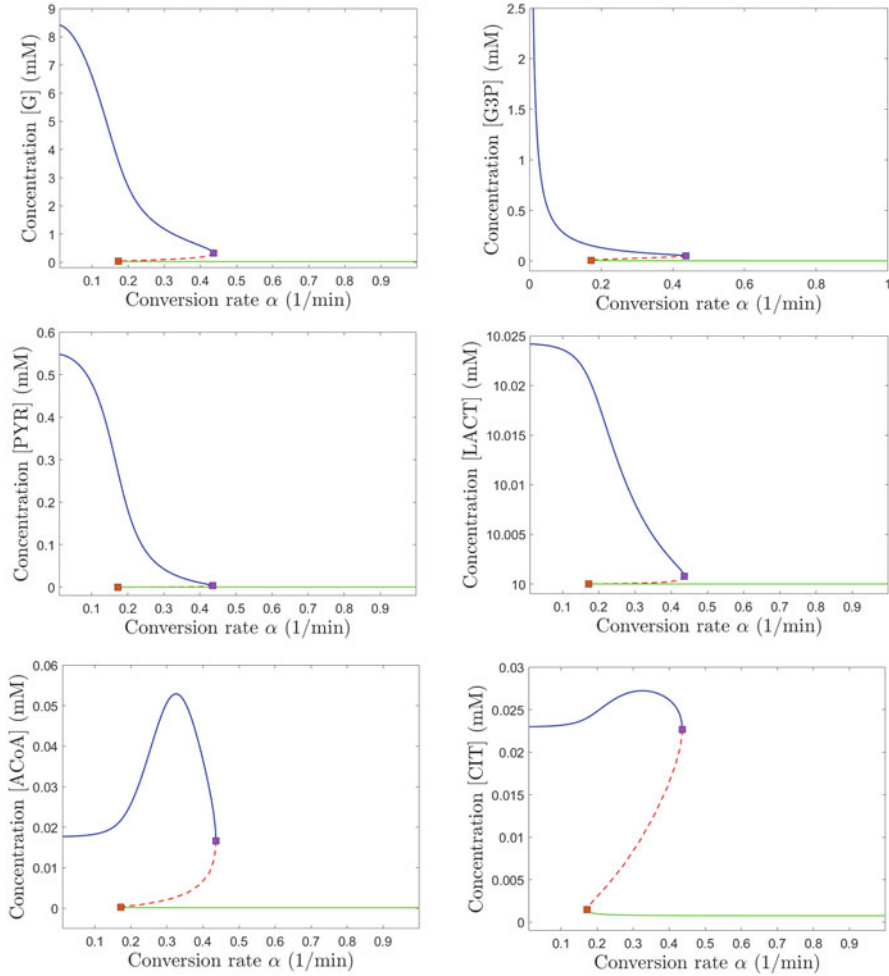 9
8
7
6
5
4
3
2
1
0
Concentration [G] (mM)
0.1 0.2 0.3 0.4 0.5 0.6 0.7 0.8 0.9
Conversion rate α (1/min)
2.5
2
1.5
1
0.5
0
Concentration [G3P] (mM)
0 0.2 0.4 0.6 0.8 1
Conversion rate α (1/min)
0.6
0.5
0.4
0.3
0.2
0.1
0
Concentration [PYR] (mM)
0.1 0.2 0.3 0.4 0.5 0.6 0.7 0.8 0.9
Conversion rate α (1/min)
10.025
10.02
10.015
10.01
10.005
10
Concentration [LACT] (mM)
0.1 0.2 0.3 0.4 0.5 0.6 0.7 0.8 0.9
Conversion rate α (1/min)
0.06
0.05
0.04
0.03
0.02
0.01
0
Concentration [ACoA] (mM)
0.1 0.2 0.3 0.4 0.5 0.6 0.7 0.8 0.9
Conversion rate α (1/min)
0.03
0.025
0.02
0.015
0.01
0.005
0
Concentration [CIT] (mM)
0.1 0.2 0.3 0.4 0.5 0.6 0.7 0.8 0.9
Conversion rate α (1/min)